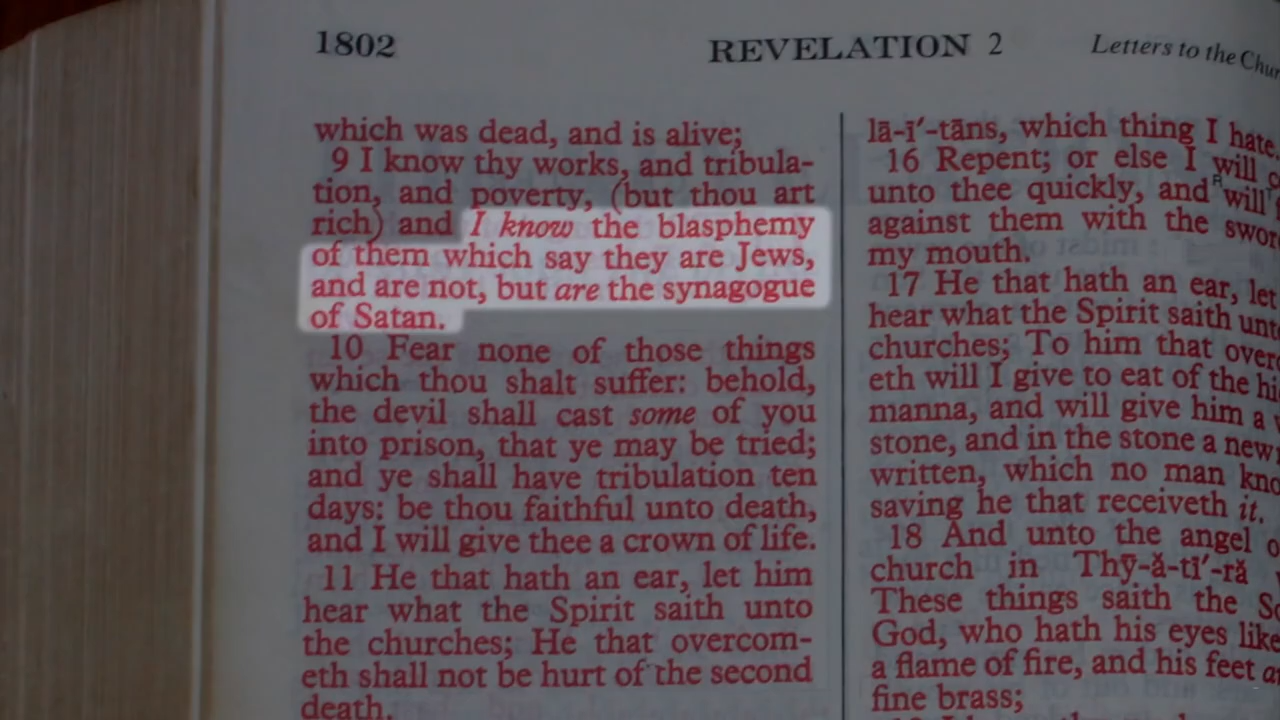 1802
REVELATION 2
Letters to the
which was dead, and is alive;
9 I know thy works, and tribula-
tion, and poverty, (but thou art
rich) and I know the blasphemy
of them which say they are Jews,
and are not, but are the synagogue
of Satan.
10 Fear none of those things
which thou shalt suffer: behold,
the devil shall cast some of you
into prison, that ye may be tried;
and ye shall have tribulation ten
days: be thou faithful unto death,
and I will give thee a crown of life.
11 He that hath an ear, let him
hear what the Spirit saith unto
the churches; He that overcom-
eth shall not be hurt of the second
death.
lā-ī′-tāns, which thing I hate.
16 Repent; or else I will
unto thee quickly, and will
against them with the
my mouth.
17 He that hath an ear, let
hear what the Spirit saith
churches; To him that
eth will I give to eat of the
manna, and will give him a
stone, and in the stone a new
written, which no man
saving he that receiveth it.
18 And unto the angel
church in Thȳ-ă-tī′-ră
These things saith the
God, who hath his eyes like
a flame of fire, and his feet
fine brass;